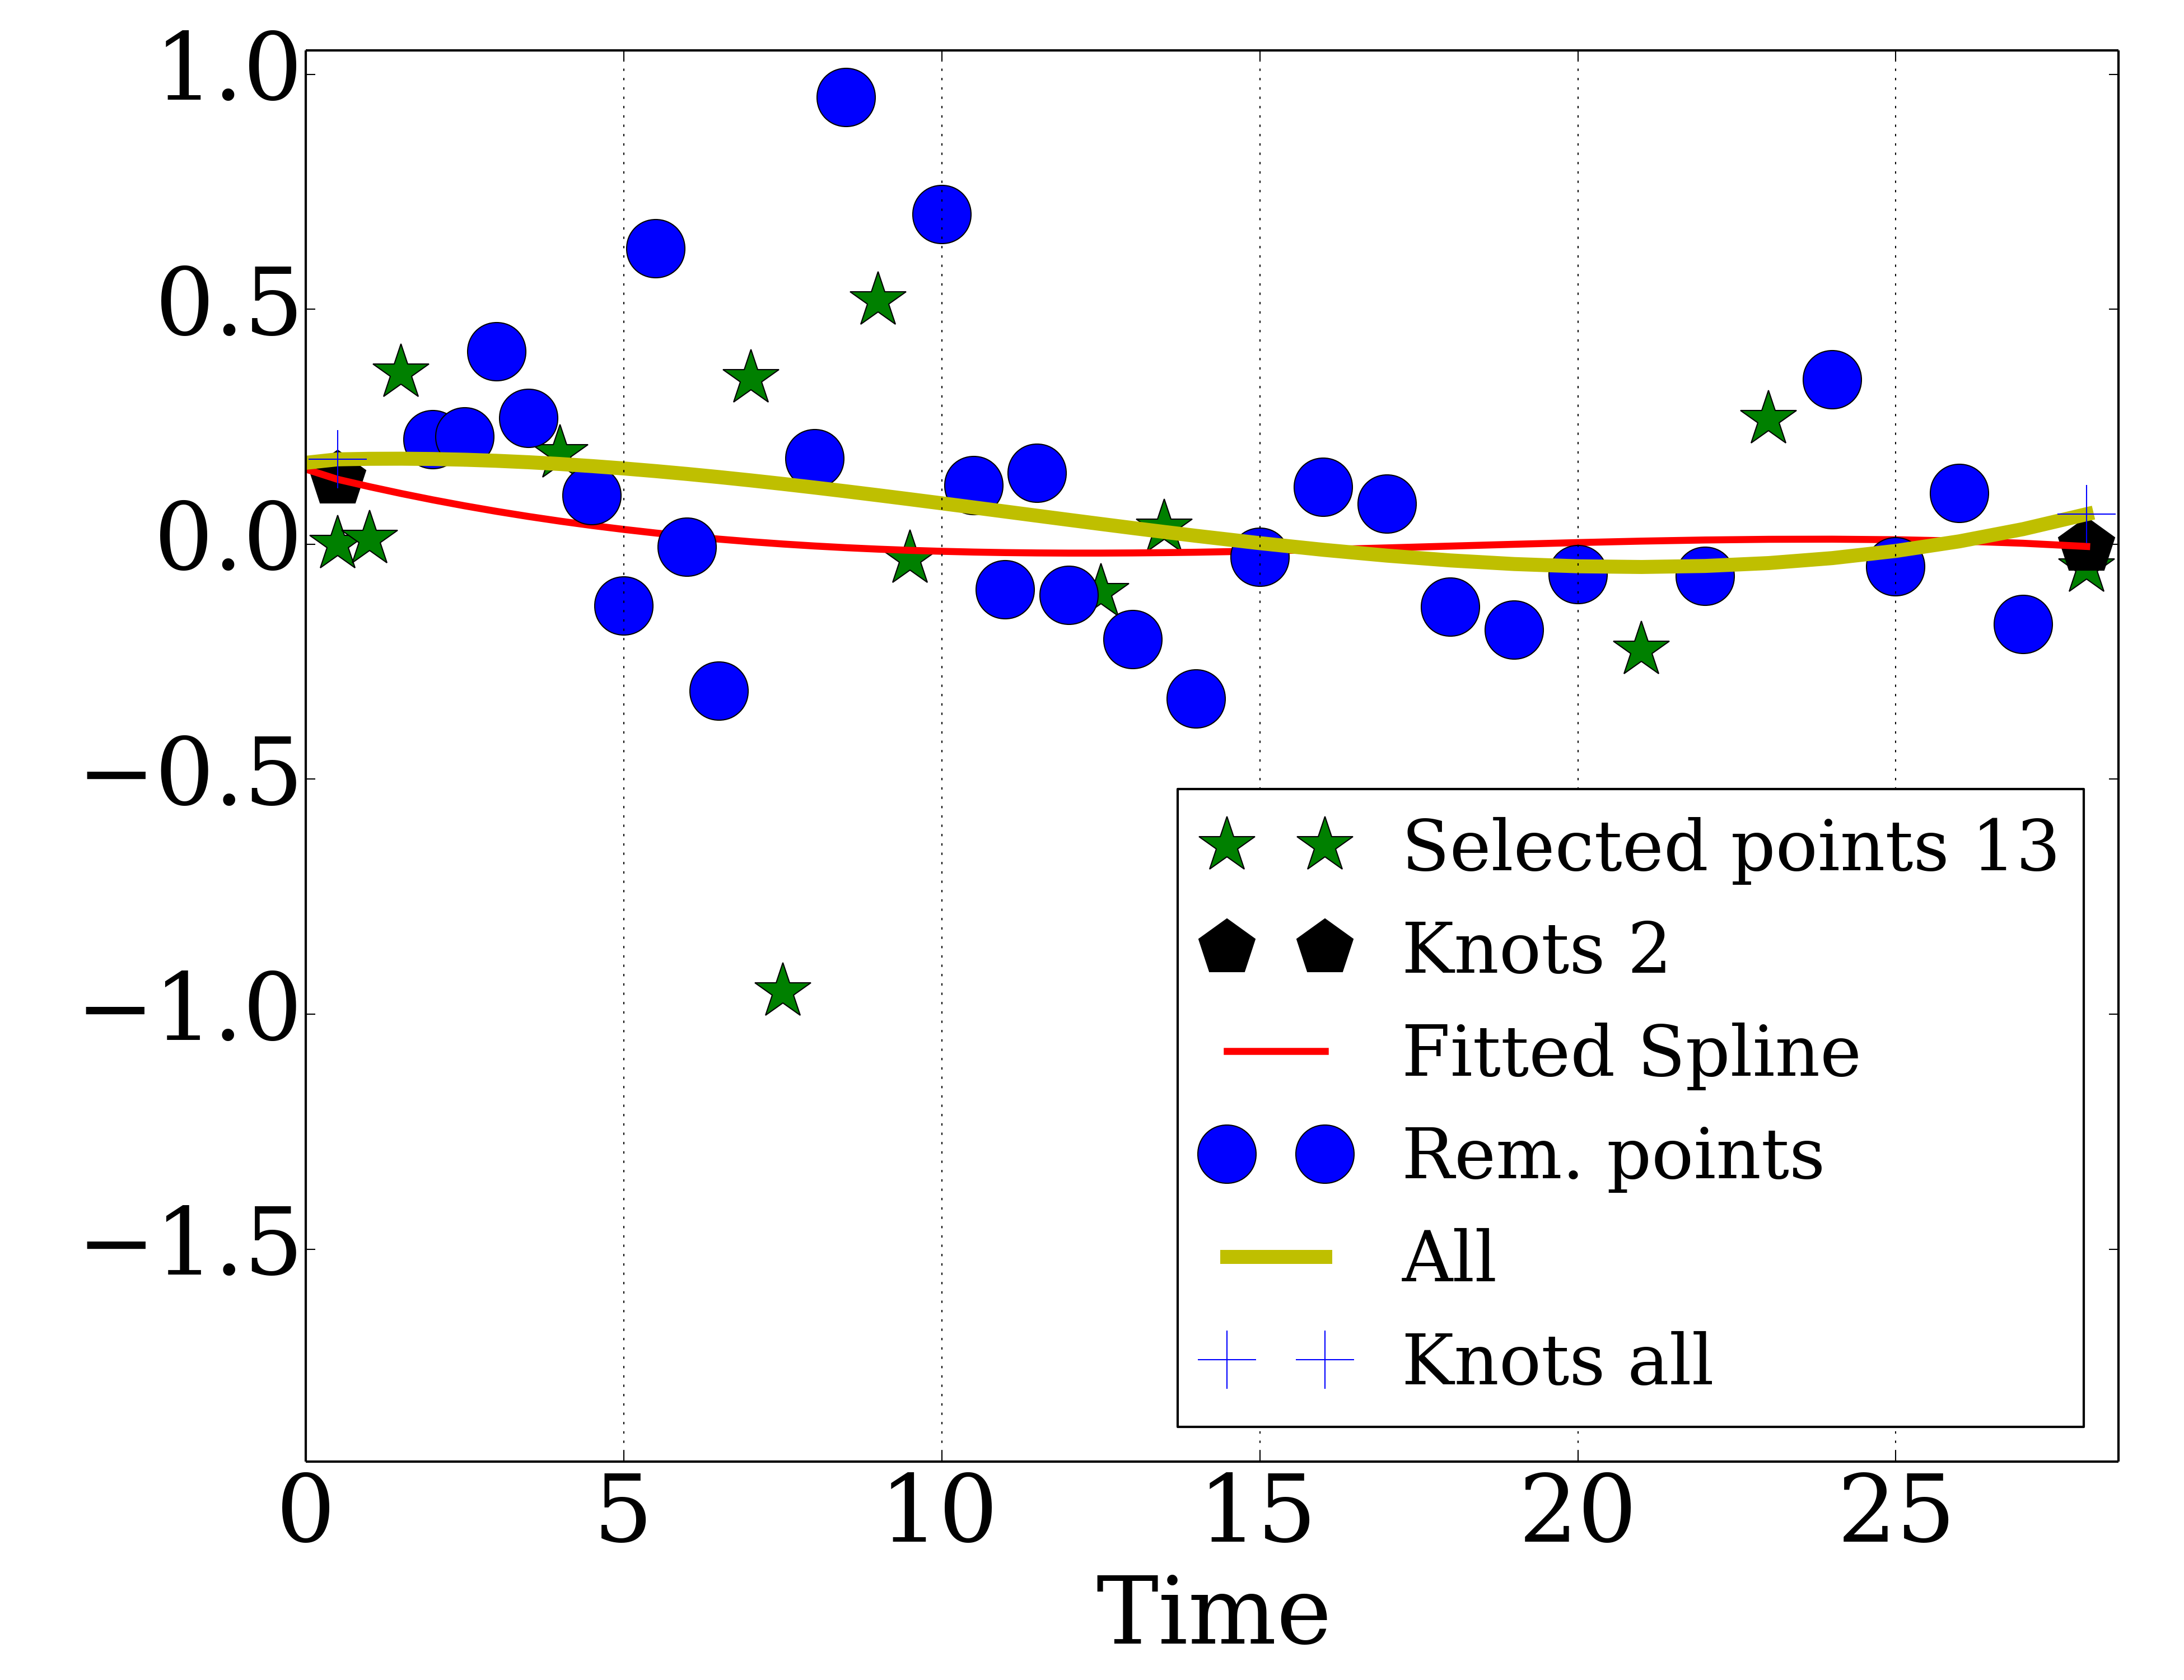 1.0
0.5
0.0
−0.5
−1.0
−1.5
Selected points 13
Knots 2
Fitted Spline
Rem. points
All
Knots all
0 5 10 15 20 25
Time